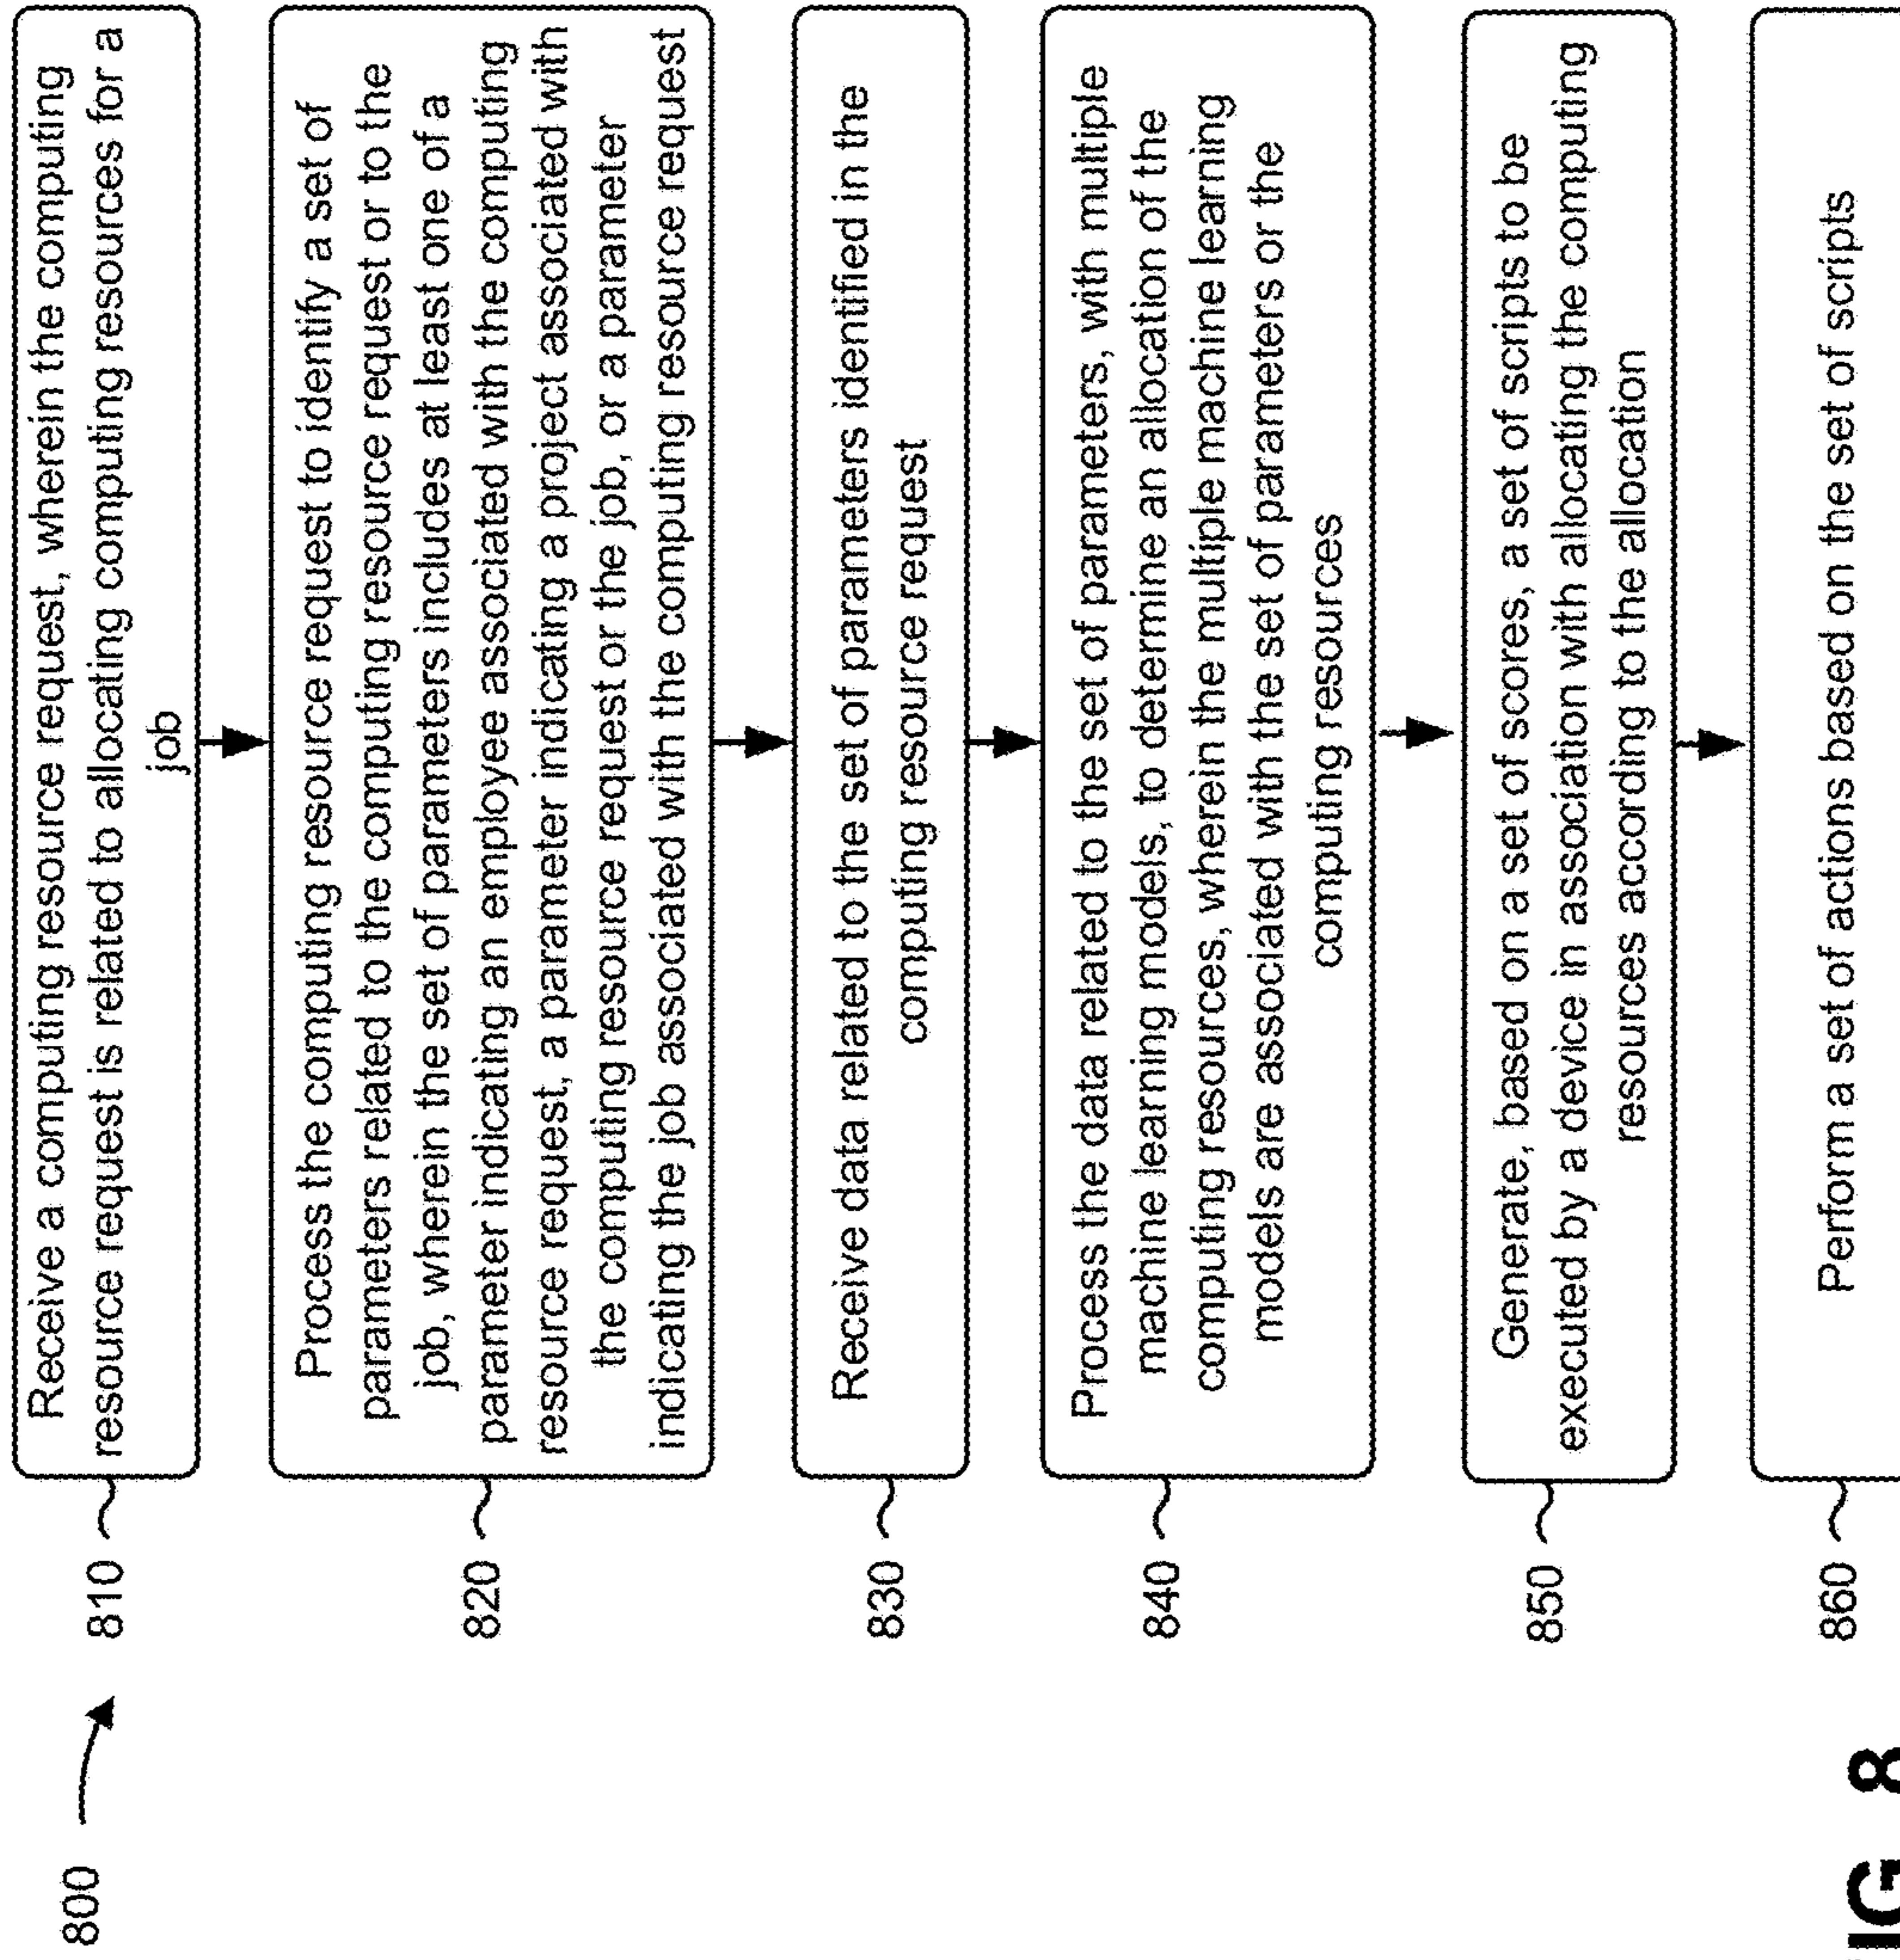 800
810
Receive a computing resource request, wherein the computing
resource request is related to allocating computing resources for a
job
820
Process the computing resource request to identify a set of
parameters related to the computing resource request or to the
job, wherein the set of parameters includes at least one of a
parameter indicating an employee associated with the computing
resource request, a parameter indicating a project associated with
the computing resource request or the job, or a parameter
indicating the job associated with the computing resource request
830
Receive data related to the set of parameters identified in the
computing resource request
840
Process the data related to the set of parameters, with multiple
machine learning models, to determine an allocation of the
computing resources, wherein the multiple machine learning
models are associated with the set of parameters or the
computing resources
850
Generate, based on a set of scores, a set of scripts to be
executed by a device in association with allocating the computing
resources according to the allocation
860
Perform a set of actions based on the set of scripts
IG. 8